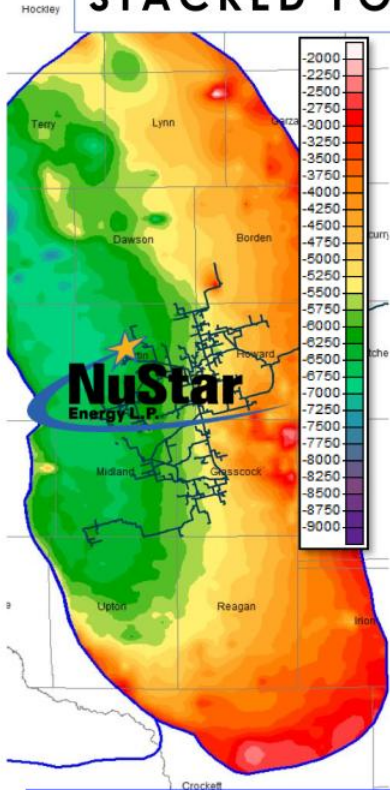 Hockley
STACKED TO
Terry
Lynn
Garza
Dawson
Borden
curry
Howard
tche
NuStar
Energy L.P.
Midland
Glasscock
Upton
Reagan
Irion
Crockett
-2000
-2250
-2500
-2750
-3000
-3250
-3500
-3750
-4000
-4250
-4500
-4750
-5000
-5250
-5500
-5750
-6000
-6250
-6500
-6750
-7000
-7250
-7500
-7750
-8000
-8250
-8500
-8750
-9000